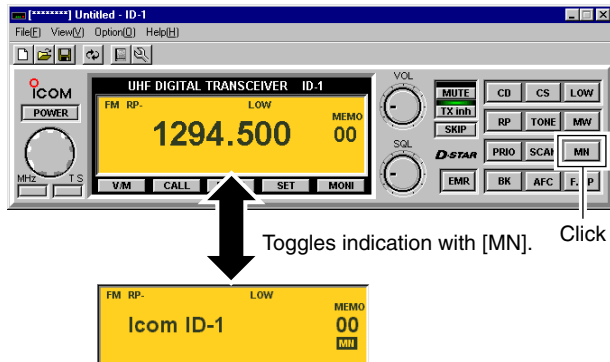 [********] Untitled - ID-1
File(F) View(V) Option(O) Help(H)
ICOM
UHF DIGITAL TRANSCEIVER ID-1
POWER
MHz TS
FM RP- LOW
MEMO
1294.500 00
V/M CALL SET MONI
VOL
SQL
MUTE
TX inh
SKIP
D-STAR
EMR
CD CS LOW
RP TONE MW
PRIO SCAN MN
BK AFC
Click
Toggles indication with [MN].
FM RP- LOW
MEMO
Icom ID-1 00
MN